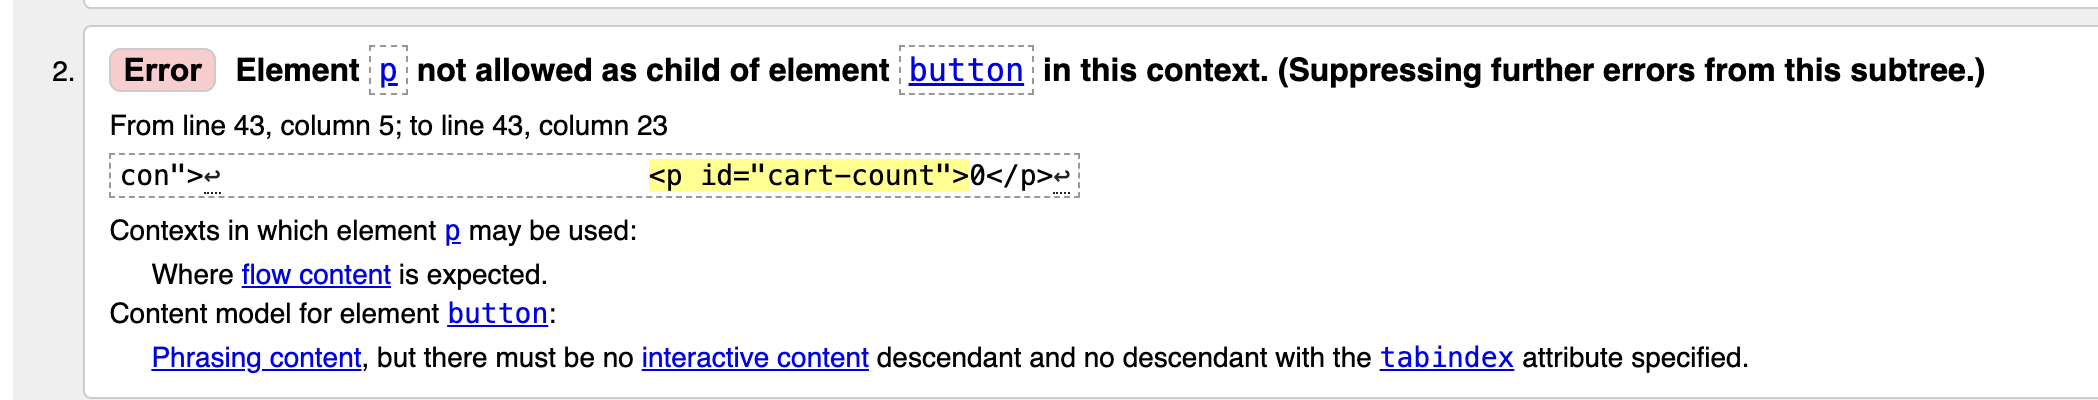 2. Error Element p not allowed as child of element button in this context. (Suppressing further errors from this subtree.)
From line 43, column 5; to line 43, column 23
con">↩ <p id="cart-count">0</p>↩
Contexts in which element p may be used:
Where flow content is expected.
Content model for element button:
Phrasing content, but there must be no interactive content descendant and no descendant with the tabindex attribute specified.